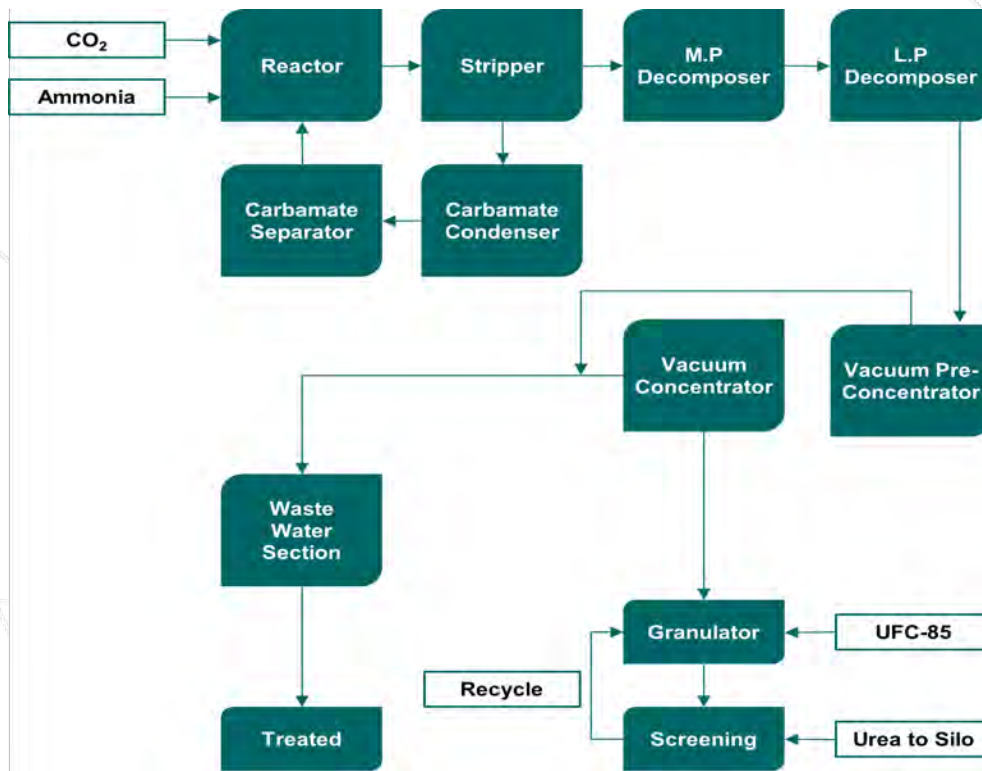 CO₂
Ammonia
Reactor
Stripper
M.P
Decomposer
L.P
Decomposer
Carbamate
Separator
Carbamate
Condenser
Vacuum
Concentrator
Vacuum Pre-
Concentrator
Waste
Water
Section
Granulator
UFC-85
Recycle
Treated
Screening
Urea to Silo